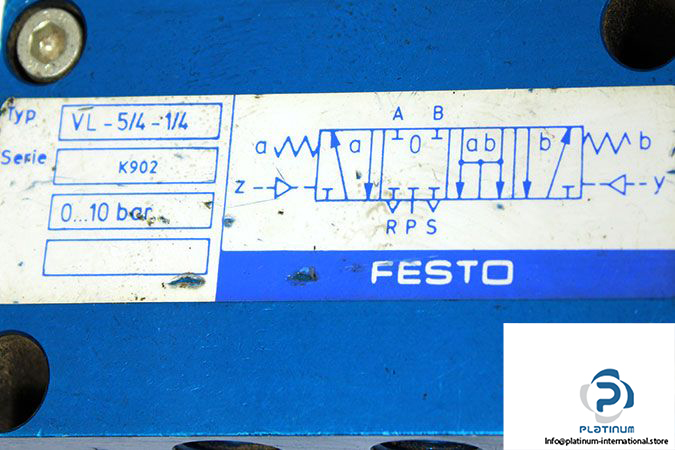 Typ VL-5/4-1/4
Serie K902
0...10 bar
A B
a a 0 ab b b
z y
R P S
FESTO
PLATINUM
Info@platinum-international.store